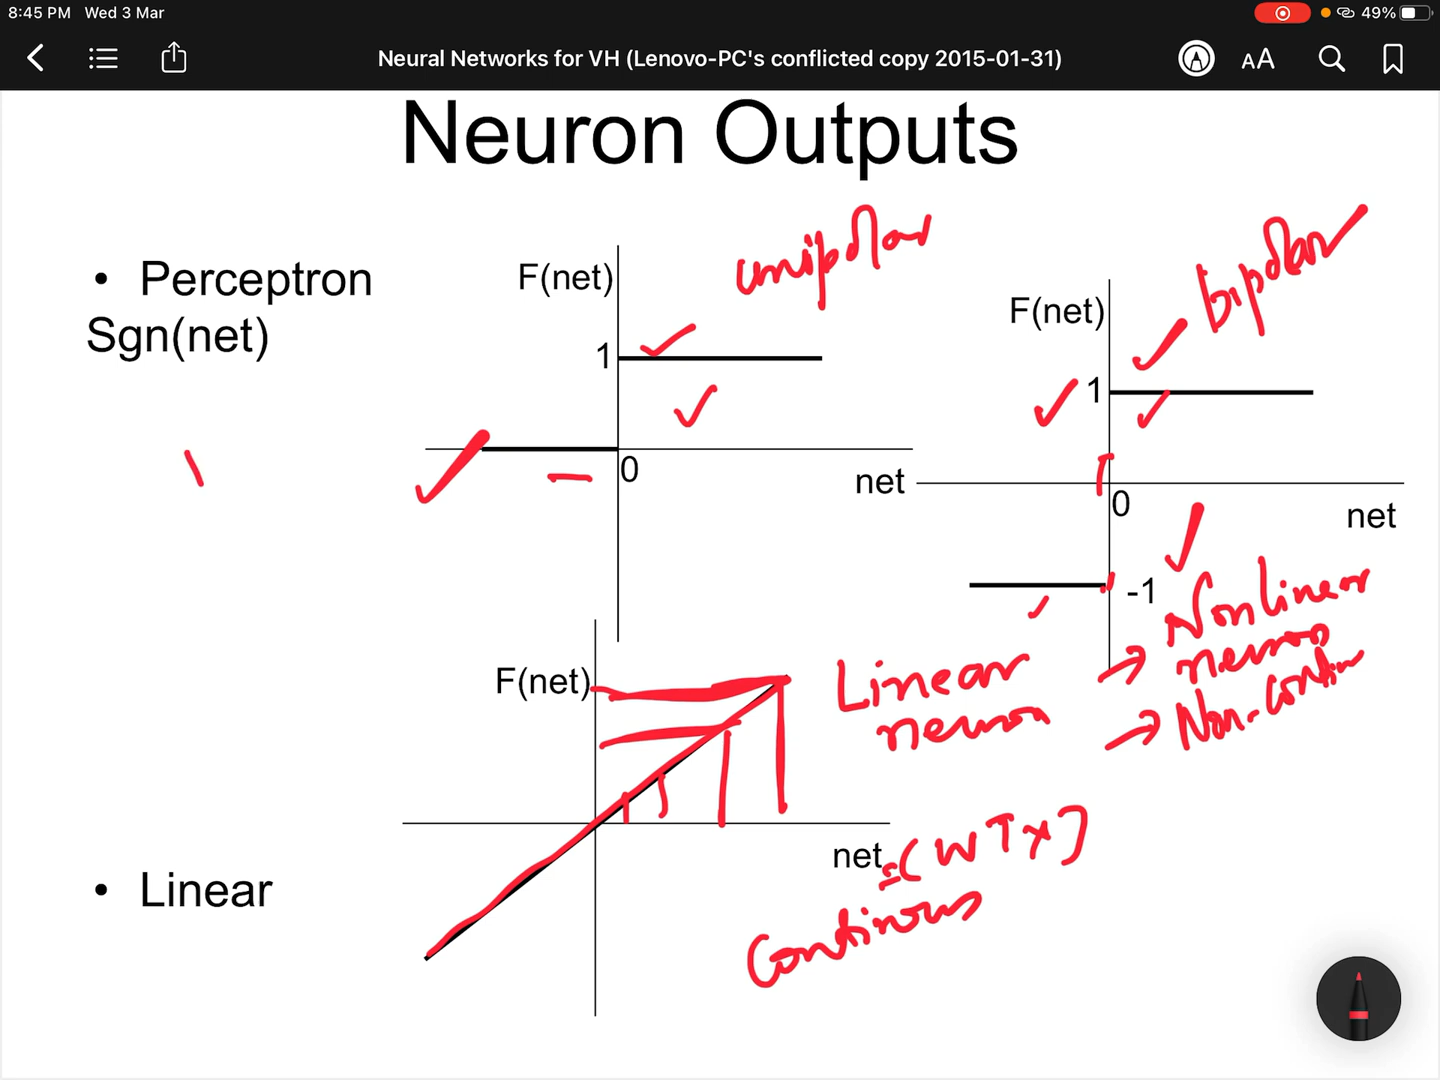 8:45 PM Wed 3 Mar
49%
Neural Networks for VH (Lenovo-PC's conflicted copy 2015-01-31)
AA
Neuron Outputs
• Perceptron
Sgn(net)
F(net)
unipolar
1
0
net
F(net)
bipolar
1
0
net
-1
→ Nonlinear
neuron
→ Non-contin
F(net)
Linear
neuron
net = (WTX)
Continous
• Linear